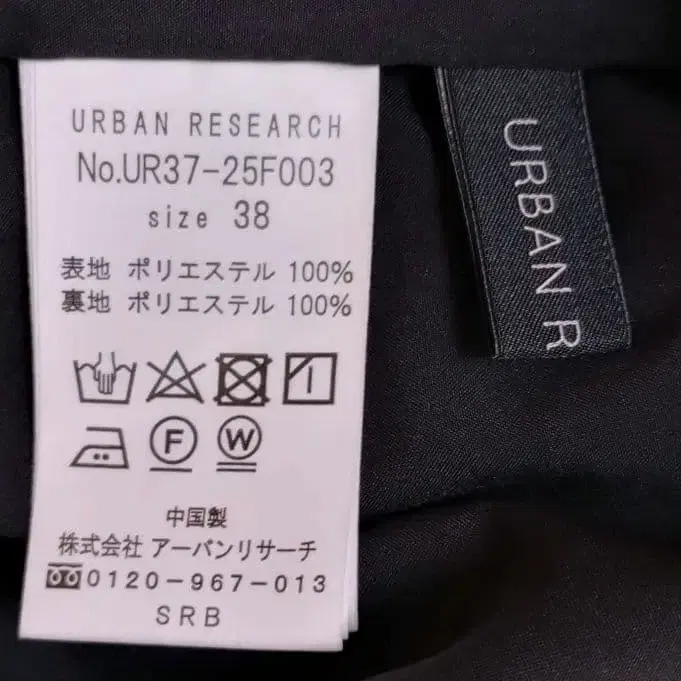 URBAN RESEARCH
No.UR37-25F003
size 38
表地 ポリエステル 100%
裏地 ポリエステル 100%
F W
中国製
株式会社 アーバンリサーチ
0120-967-013
SRB
URBAN R